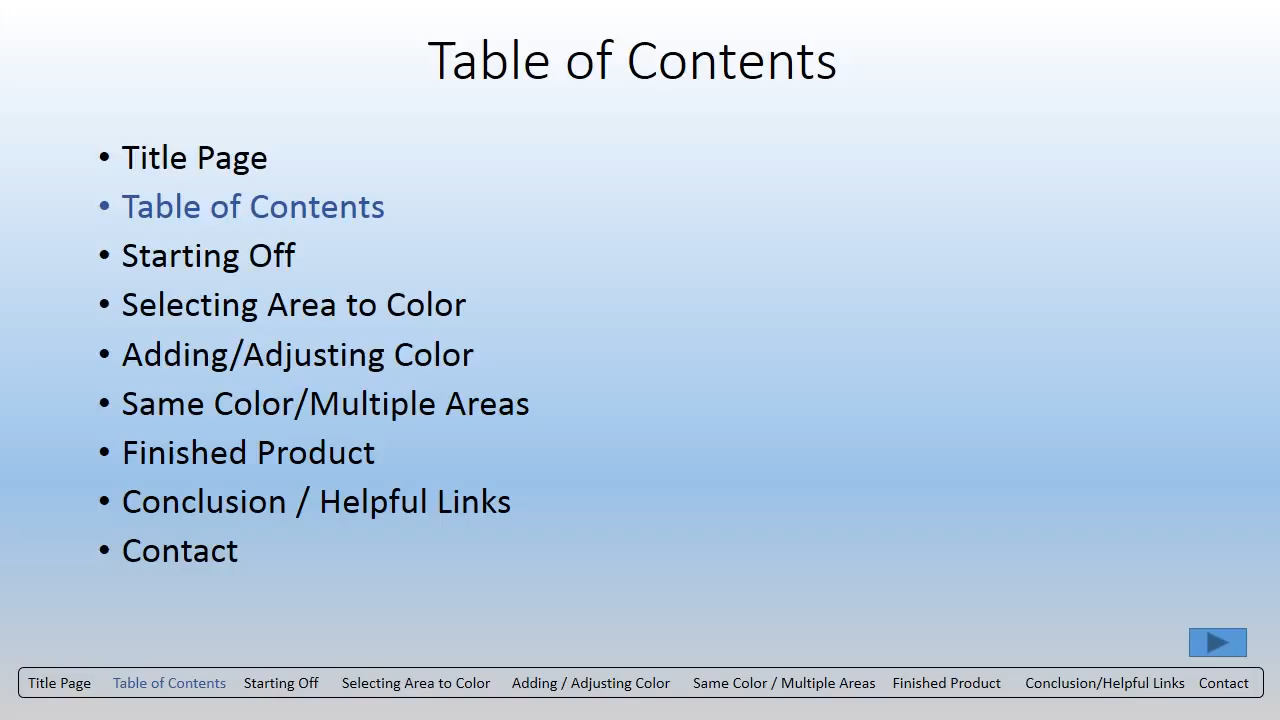 Table of Contents
• Title Page
• Table of Contents
• Starting Off
• Selecting Area to Color
• Adding/Adjusting Color
• Same Color/Multiple Areas
• Finished Product
• Conclusion / Helpful Links
• Contact
Title Page Table of Contents Starting Off Selecting Area to Color Adding / Adjusting Color Same Color / Multiple Areas Finished Product Conclusion/Helpful Links Contact